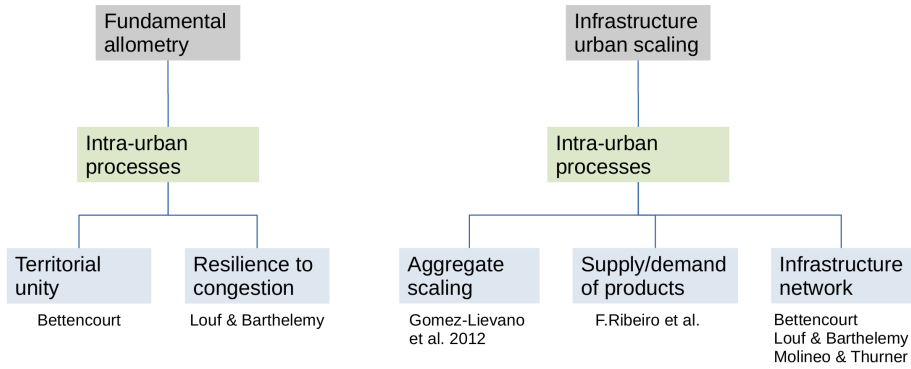 Fundamental
allometry
Infrastructure
urban scaling
Intra-urban
processes
Intra-urban
processes
Territorial
unity
Resilience to
congestion
Aggregate
scaling
Supply/demand
of products
Infrastructure
network
Bettencourt
Louf & Barthelemy
Gomez-Lievano
et al. 2012
F.Ribeiro et al.
Bettencourt
Louf & Barthelemy
Molineo & Thurner